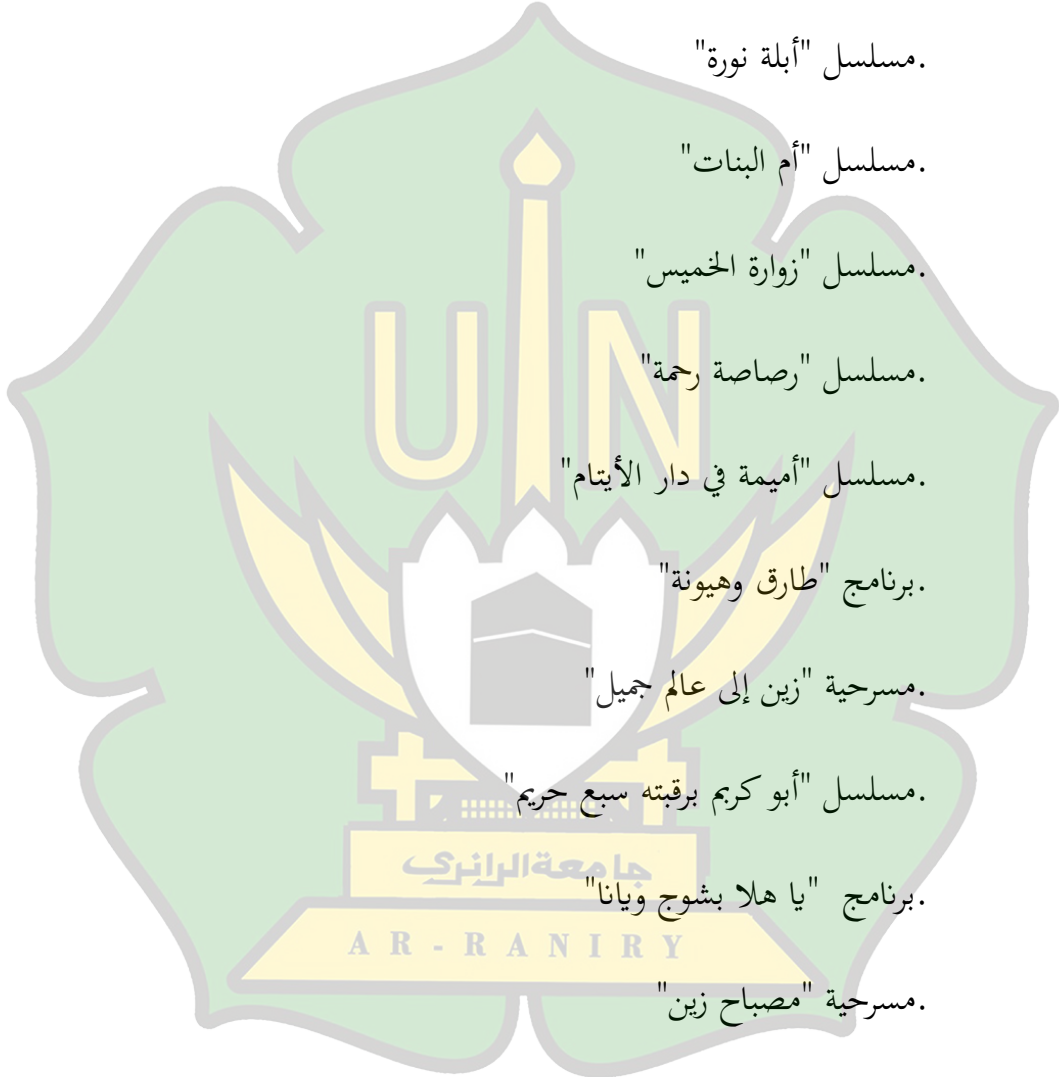 .مسلسل "أبلة نورة"
.مسلسل "أم البنات"
.مسلسل "زوارة الخميس"
.مسلسل "رصاصة رحمة"
.مسلسل "أميمة في دار الأيتام"
.برنامج "طارق وهيونة"
.مسرحية "زين إلى عالم جميل"
.مسلسل "أبو كريم برقبته سبع حريم"
.برنامج "يا هلا بشوج ويانا"
.مسرحية "مصباح زين"
UIN
جامعةالرانرى
AR-RANIRY